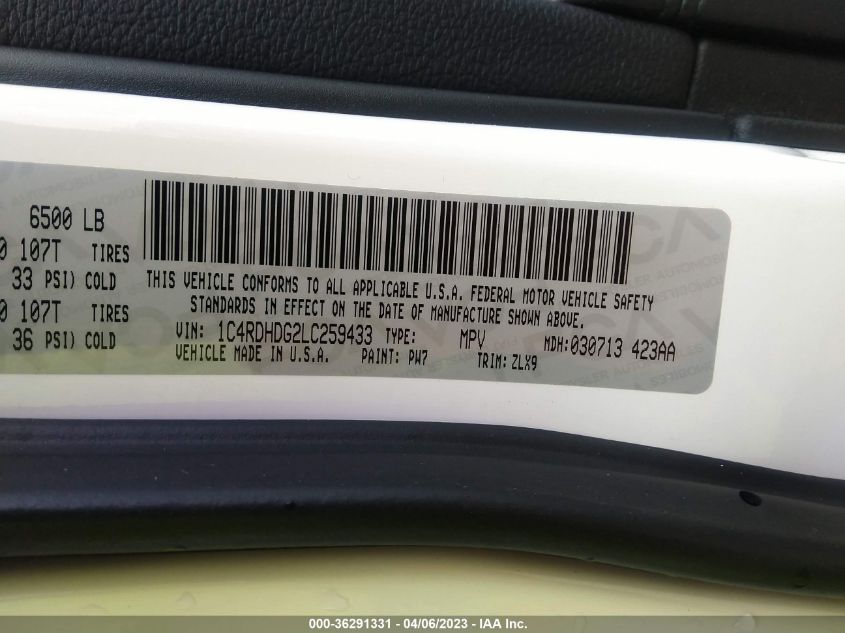 6500 LB
0 107T TIRES
33 PSI) COLD
0 107T TIRES
36 PSI) COLD
THIS VEHICLE CONFORMS TO ALL APPLICABLE U.S.A. FEDERAL MOTOR VEHICLE SAFETY
STANDARDS IN EFFECT ON THE DATE OF MANUFACTURE SHOWN ABOVE.
VIN: 1C4RDHDG2LC259433 TYPE: MPV MDH: 030713 423AA
VEHICLE MADE IN U.S.A. PAINT: PW7 TRIM: ZLX9
000-36291331 - 04/06/2023 - IAA Inc.